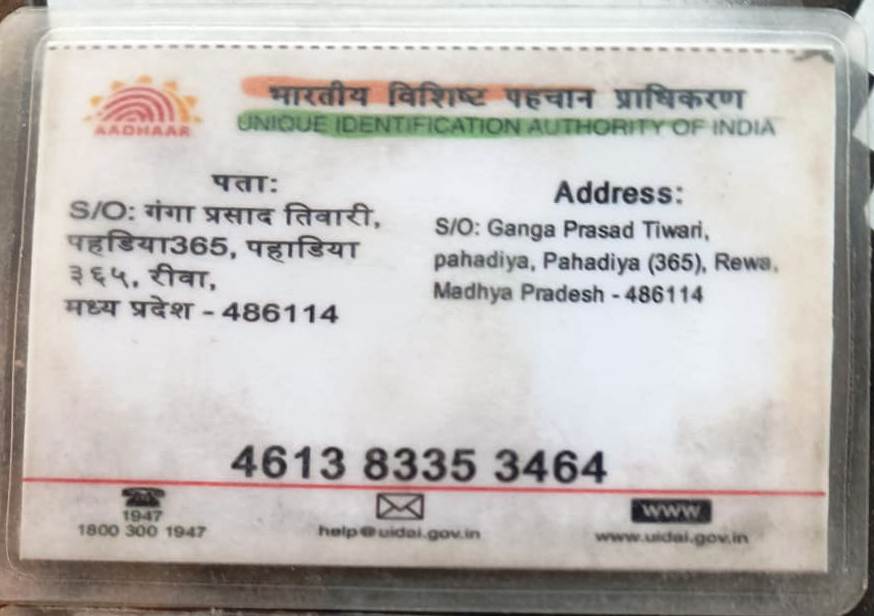 भारतीय विशिष्ट पहचान प्राधिकरण
AADHAAR
UNIQUE IDENTIFICATION AUTHORITY OF INDIA
पता:
S/O: गंगा प्रसाद तिवारी,
पहडिया365, पहाडिया
३६५, रीवा,
मध्य प्रदेश - 486114
Address:
S/O: Ganga Prasad Tiwari,
pahadiya, Pahadiya (365), Rewa,
Madhya Pradesh - 486114
4613 8335 3464
1947
1800 300 1947
help@uidai.gov.in
www
www.uidai.gov.in